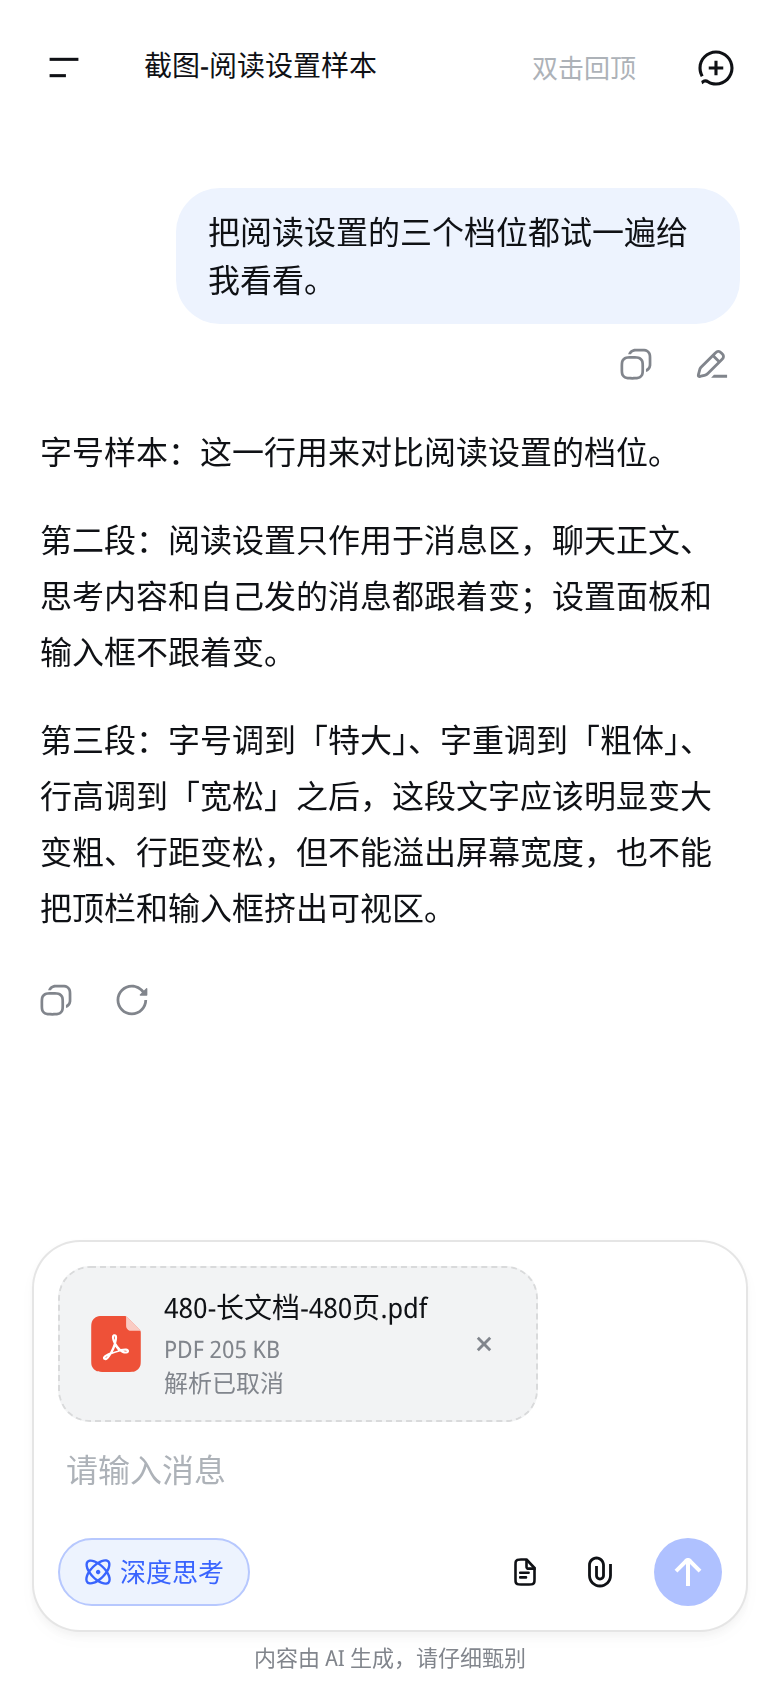 截图-阅读设置样本
双击回顶
把阅读设置的三个档位都试一遍给
我看看。
字号样本：这一行用来对比阅读设置的档位。
第二段：阅读设置只作用于消息区，聊天正文、
思考内容和自己发的消息都跟着变；设置面板和
输入框不跟着变。
第三段：字号调到「特大」、字重调到「粗体」、
行高调到「宽松」之后，这段文字应该明显变大
变粗、行距变松，但不能溢出屏幕宽度，也不能
把顶栏和输入框挤出可视区。
480-长文档-480页.pdf
PDF 205 KB
解析已取消
请输入消息
深度思考
内容由 AI 生成，请仔细甄别